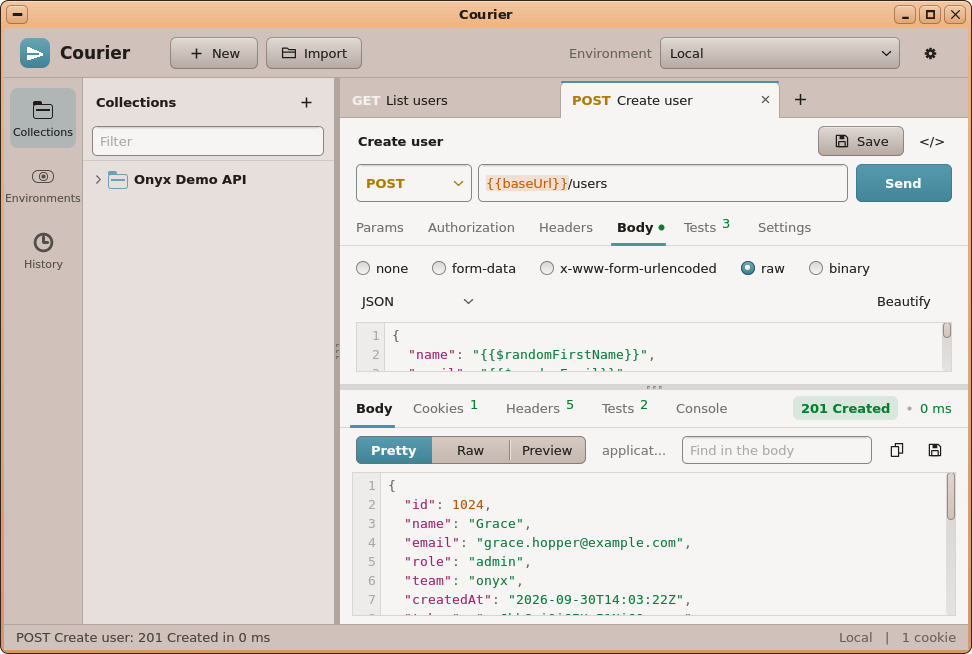 Courier
Courier
New
Import
Environment
Local
Collections
Environments
History
Collections
Filter
Onyx Demo API
GET List users
POST Create user
Create user
Save
</>
POST
{{baseUrl}}/users
Send
Params
Authorization
Headers
Body
Tests 3
Settings
none
form-data
x-www-form-urlencoded
raw
binary
JSON
Beautify
1 {
2 "name": "{{$randomFirstName}}",
Body
Cookies 1
Headers 5
Tests 2
Console
201 Created
• 0 ms
Pretty
Raw
Preview
applicat...
Find in the body
1 {
2 "id": 1024,
3 "name": "Grace",
4 "email": "grace.hopper@example.com",
5 "role": "admin",
6 "team": "onyx",
7 "createdAt": "2026-09-30T14:03:22Z",
POST Create user: 201 Created in 0 ms
Local | 1 cookie